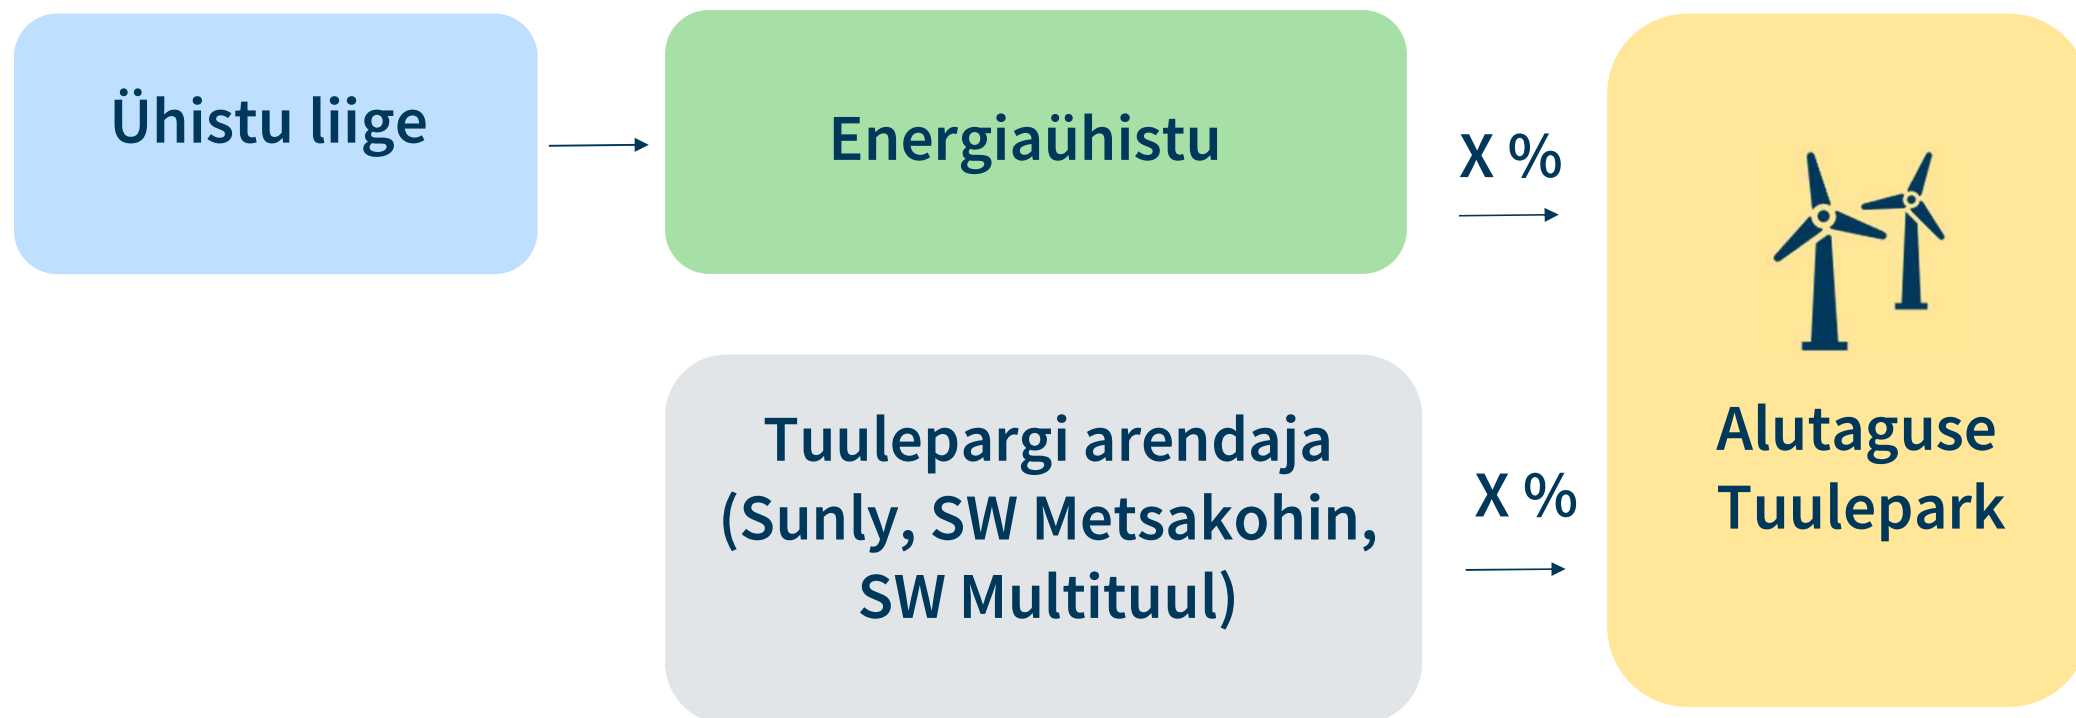 Ühistu liige
Energiaühistu
X %
Tuulepargi arendaja
(Sunly, SW Metsakohin,
SW Multituul)
X %
Alutaguse
Tuulepark